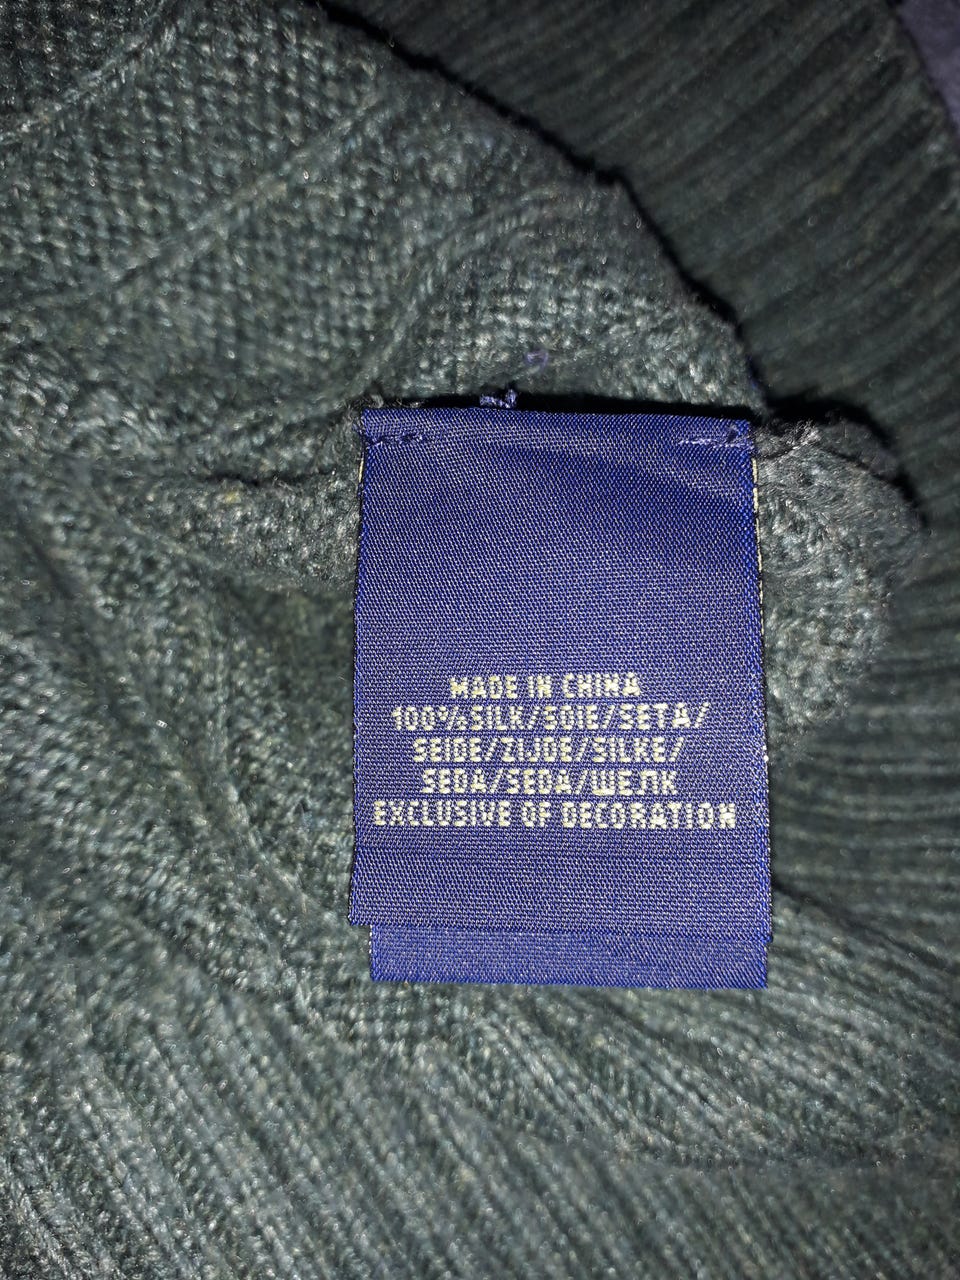 MADE IN CHINA
100%SILK/SOIE/SETA/
SEIDE/ZIJDE/SILKE/
SEDA/SEDA/ШЕЛК
EXCLUSIVE OF DECORATION